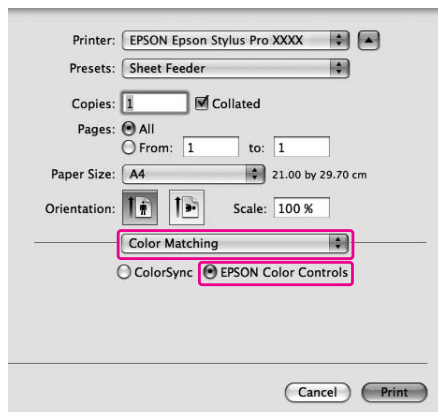 Printer: EPSON Epson Stylus Pro XXXX
Presets: Sheet Feeder
Copies: 1 Collated
Pages: All
From: 1 to: 1
Paper Size: A4 21.00 by 29.70 cm
Orientation: Scale: 100 %
Color Matching
ColorSync EPSON Color Controls
Cancel Print